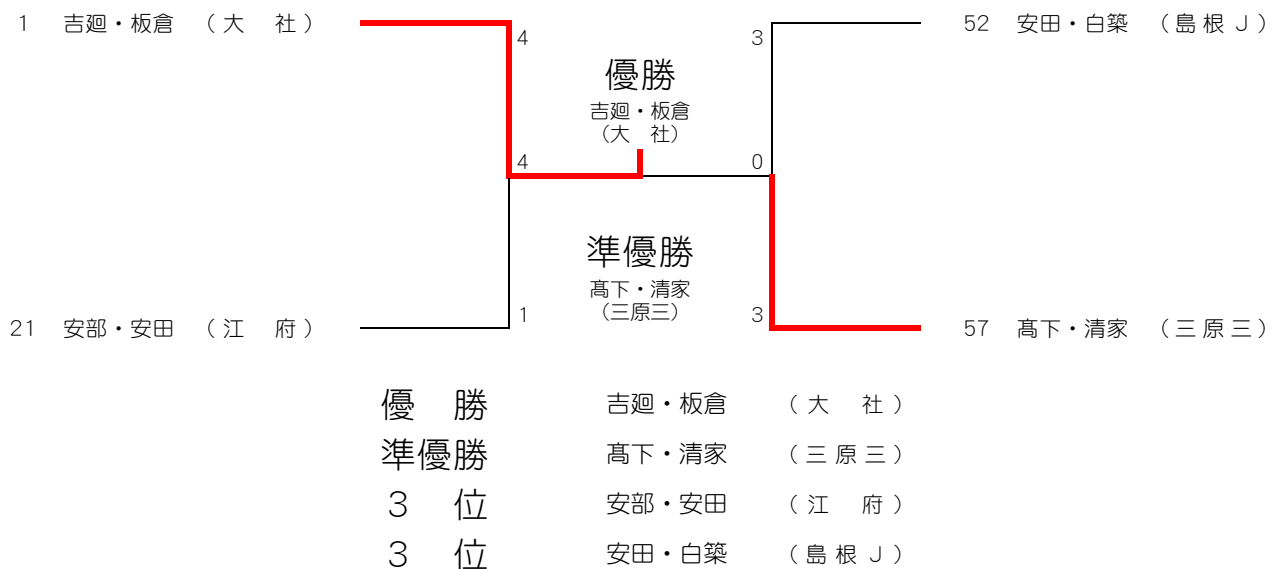 1 吉廻・板倉 （大 社）
4
3
52 安田・白築 （島根Ｊ）
優勝
吉廻・板倉
（大 社）
4
0
準優勝
髙下・清家
（三原三）
21 安部・安田 （江 府）
1
3
57 髙下・清家 （三原三）
優 勝 吉廻・板倉 （大 社）
準優勝 髙下・清家 （三原三）
３ 位 安部・安田 （江 府）
３ 位 安田・白築 （島根Ｊ）